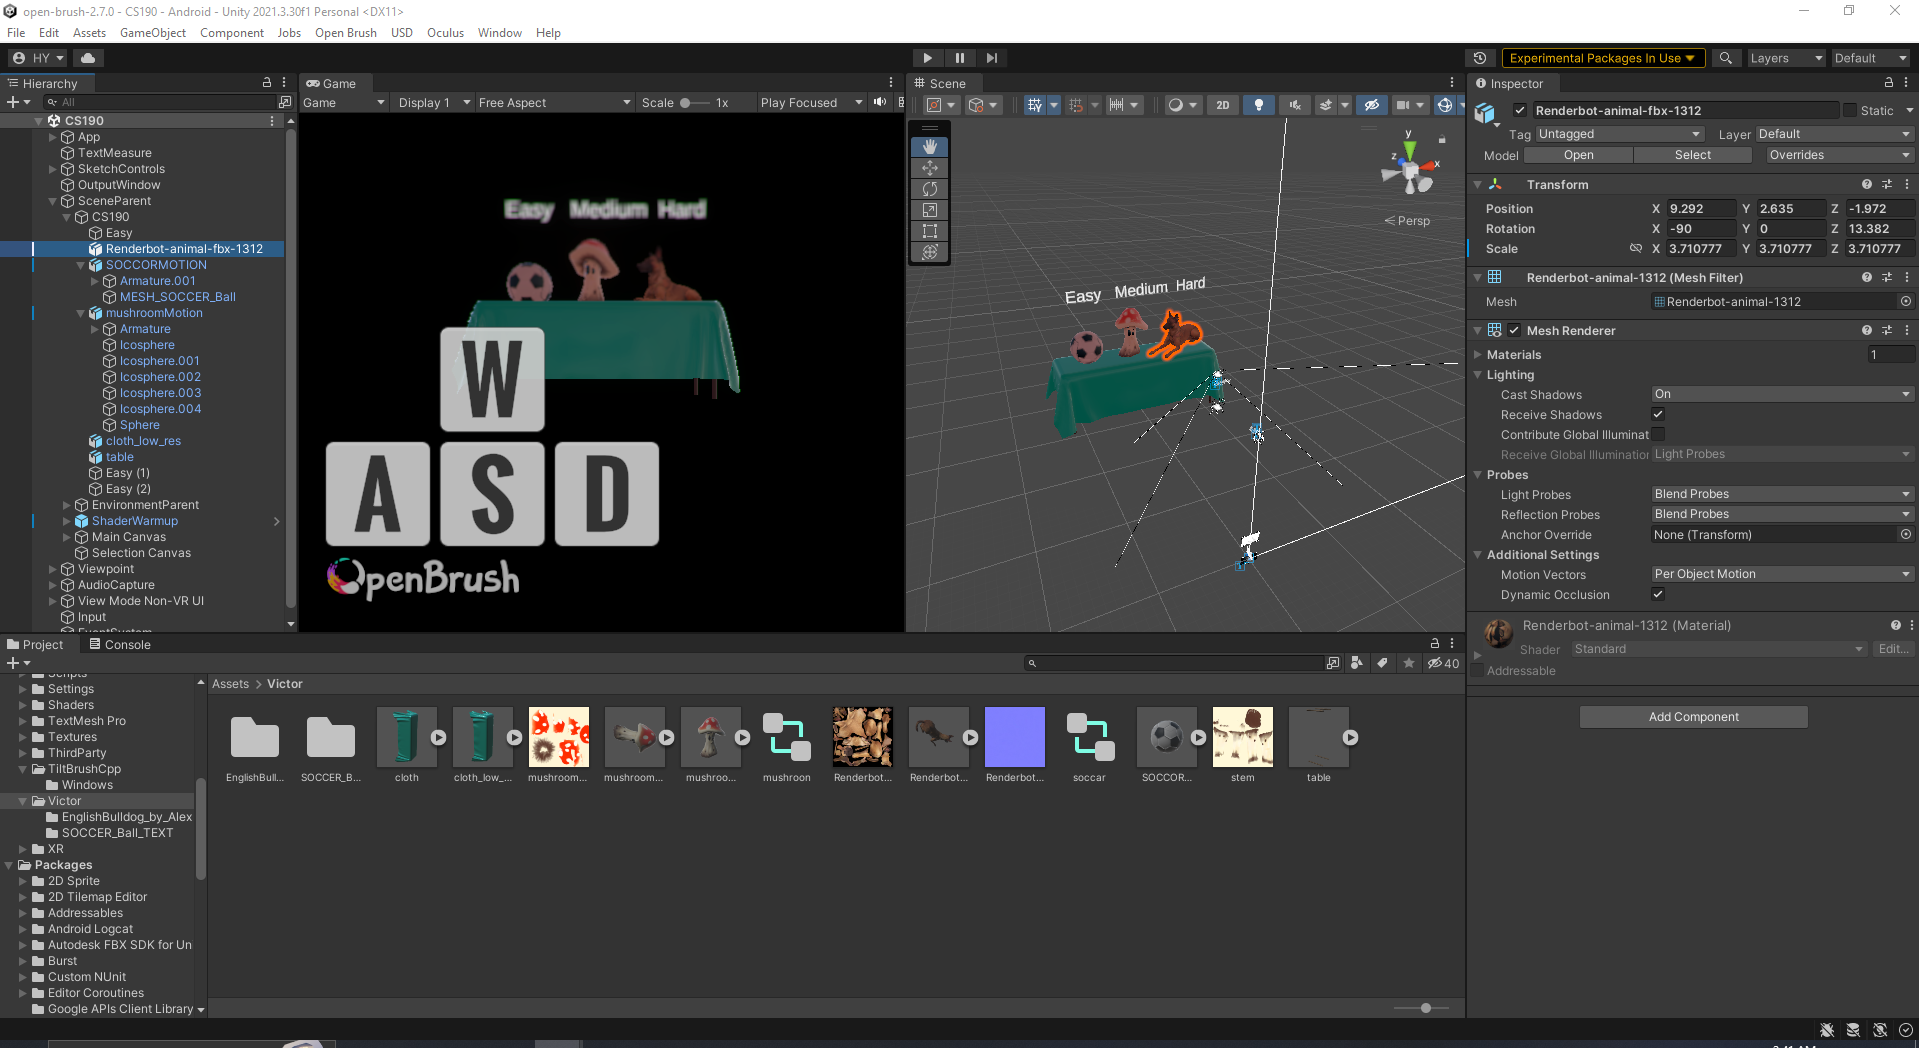 open-brush-2.7.0 - CS190 - Android - Unity 2021.3.30f1 Personal <DX11>
File Edit Assets GameObject Component Jobs Open Brush USD Oculus Window Help
HY
Experimental Packages In Use
Layers
Default
Hierarchy
All
CS190
App
TextMeasure
SketchControls
OutputWindow
SceneParent
CS190
Easy
Renderbot-animal-fbx-1312
SOCCORMOTION
Armature.001
MESH_SOCCER_Ball
mushroomMotion
Armature
Icosphere
Icosphere.001
Icosphere.002
Icosphere.003
Icosphere.004
Sphere
cloth_low_res
table
Easy (1)
Easy (2)
EnvironmentParent
ShaderWarmup
Main Canvas
Selection Canvas
Viewpoint
AudioCapture
View Mode Non-VR UI
Input
EventSystem
Game
Game Display 1 Free Aspect Scale 1x Play Focused
Easy Medium Hard
W
A S D
OpenBrush
Scene
2D
y
z x
Persp
Easy Medium Hard
Inspector
Renderbot-animal-fbx-1312 Static
Tag Untagged Layer Default
Model Open Select Overrides
Transform
Position X 9.292 Y 2.635 Z -1.972
Rotation X -90 Y 0 Z 13.382
Scale X 3.710777 Y 3.710777 Z 3.710777
Renderbot-animal-1312 (Mesh Filter)
Mesh Renderbot-animal-1312
Mesh Renderer
Materials 1
Lighting
Cast Shadows On
Receive Shadows
Contribute Global Illuminat
Receive Global Illumination Light Probes
Probes
Light Probes Blend Probes
Reflection Probes Blend Probes
Anchor Override None (Transform)
Additional Settings
Motion Vectors Per Object Motion
Dynamic Occlusion
Renderbot-animal-1312 (Material)
Shader Standard Edit...
Addressable
Add Component
Project Console
40
Scripts
Settings
Shaders
TextMesh Pro
Textures
ThirdParty
TiltBrushCpp
Windows
Victor
EnglishBulldog_by_Alex
SOCCER_Ball_TEXT
XR
Packages
2D Sprite
2D Tilemap Editor
Addressables
Android Logcat
Autodesk FBX SDK for Un
Burst
Custom NUnit
Editor Coroutines
Google APIs Client Library
Assets > Victor
EnglishBull... SOCCER_B... cloth cloth_low_... mushroom... mushroom... mushroo... mushroon Renderbot... Renderbot... Renderbot... soccar SOCCOR... stem table